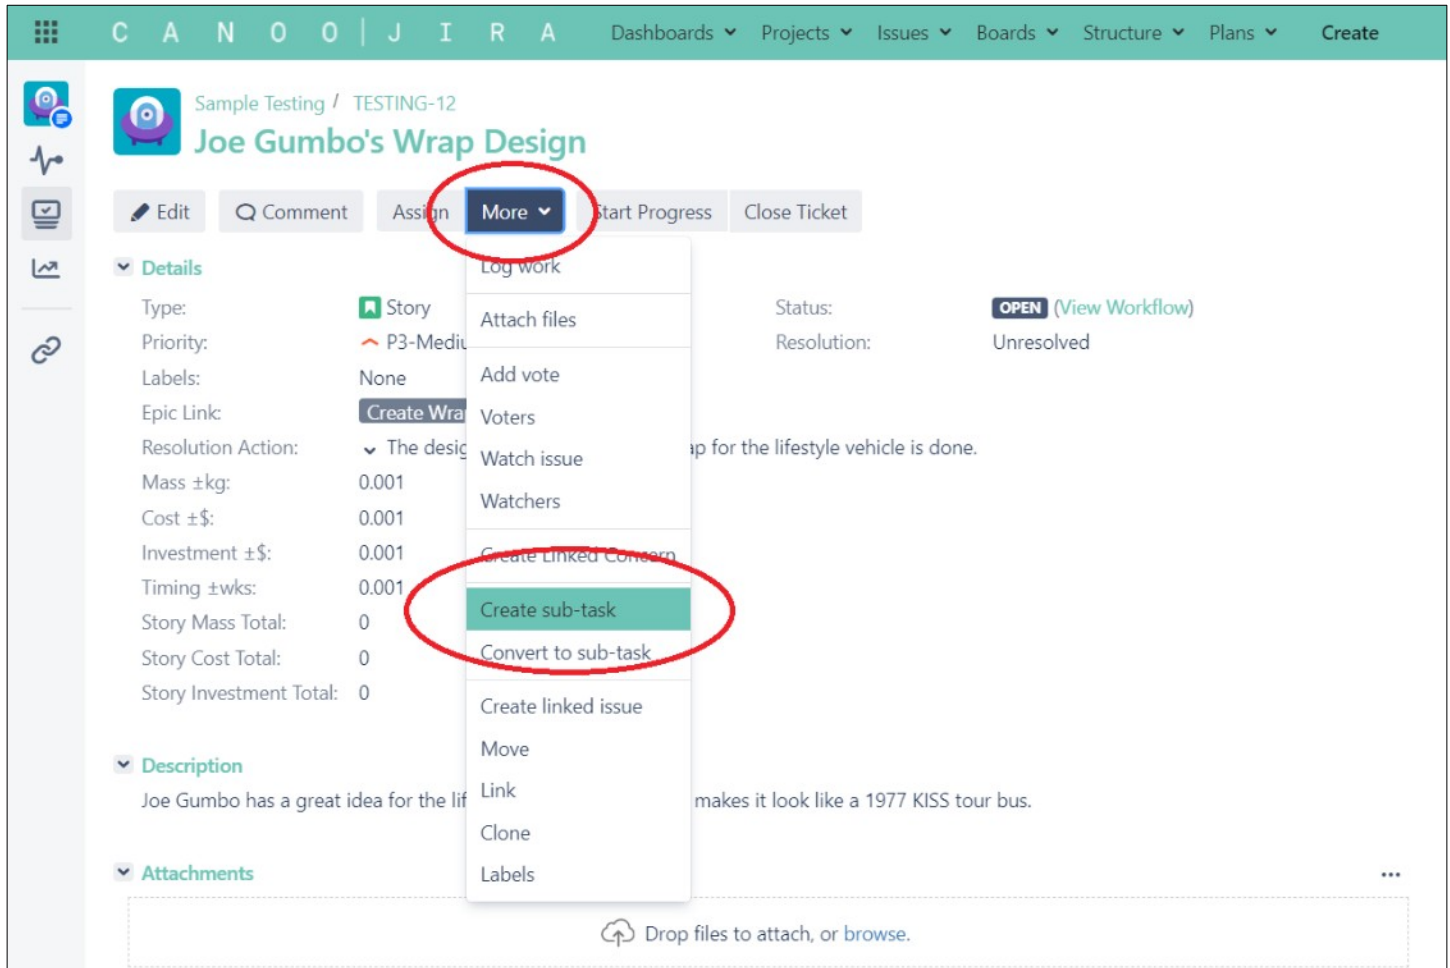 CANOO|JIRA Dashboards Projects Issues Boards Structure Plans Create
Sample Testing / TESTING-12
Joe Gumbo's Wrap Design
Edit Comment Assign More Start Progress Close Ticket
Log work
Details
Type: Story
Status: OPEN (View Workflow)
Attach files
Priority: P3-Mediu
Resolution: Unresolved
Labels: None
Add vote
Epic Link: Create Wra
Voters
Resolution Action: The desig
ap for the lifestyle vehicle is done.
Watch issue
Mass ±kg: 0.001
Watchers
Cost ±$: 0.001
Investment ±$: 0.001
Create Linked Concern
Timing ±wks: 0.001
Create sub-task
Story Mass Total: 0
Story Cost Total: 0
Convert to sub-task
Story Investment Total: 0
Create linked issue
Move
Description
Link
Joe Gumbo has a great idea for the lif
makes it look like a 1977 KISS tour bus.
Clone
Attachments
Labels
Drop files to attach, or browse.